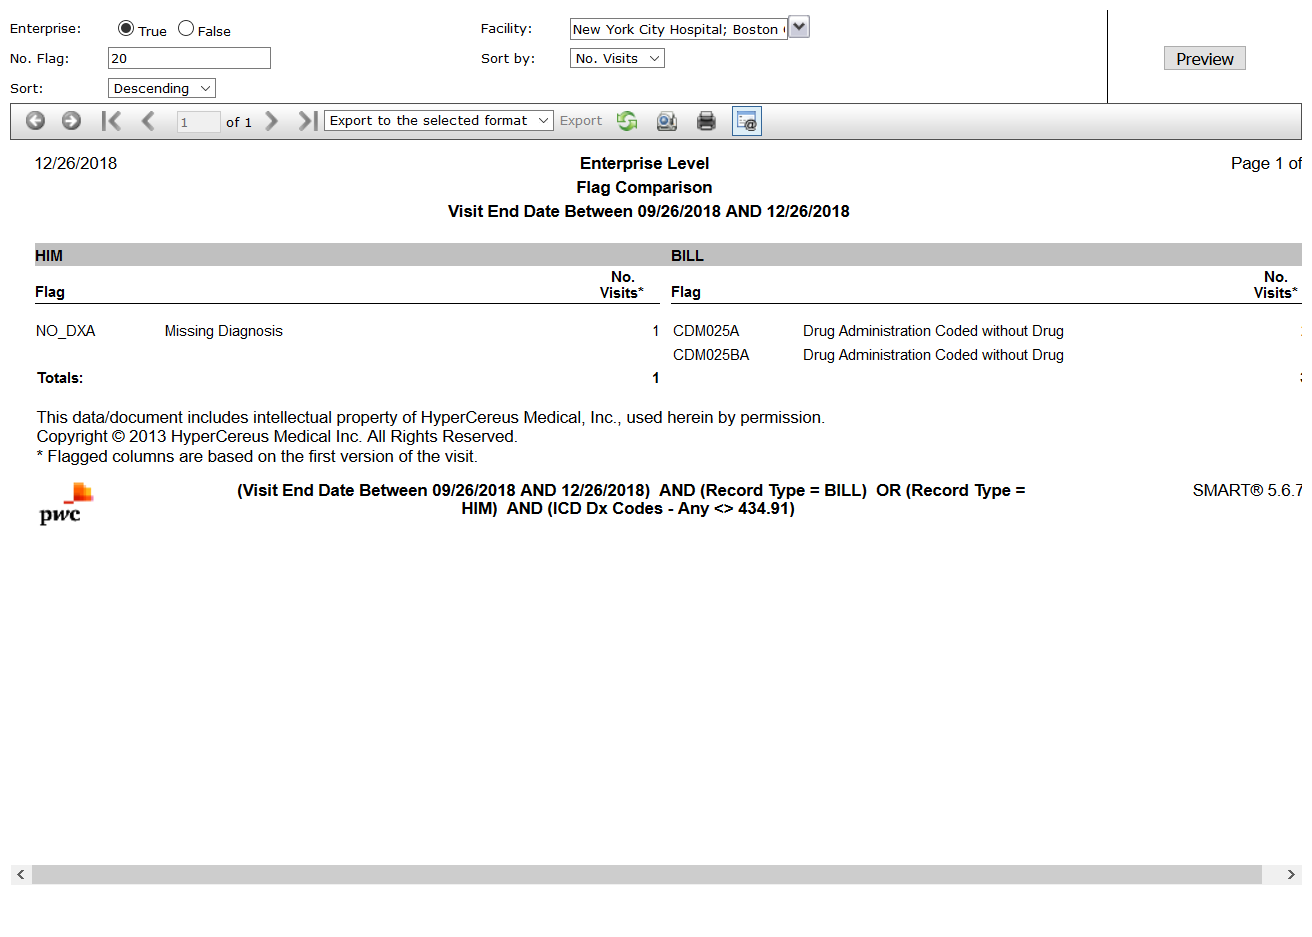 Enterprise: True False Facility: New York City Hospital; Boston
No. Flag: 20 Sort by: No. Visits Preview
Sort: Descending
1 of 1 Export to the selected format Export
12/26/2018 Enterprise Level Page 1 of
Flag Comparison
Visit End Date Between 09/26/2018 AND 12/26/2018
HIM BILL
Flag No. Visits* Flag No. Visits*
NO_DXA Missing Diagnosis 1 CDM025A Drug Administration Coded without Drug
CDM025BA Drug Administration Coded without Drug
Totals: 1
This data/document includes intellectual property of HyperCereus Medical, Inc., used herein by permission.
Copyright © 2013 HyperCereus Medical Inc. All Rights Reserved.
* Flagged columns are based on the first version of the visit.
pwc (Visit End Date Between 09/26/2018 AND 12/26/2018) AND (Record Type = BILL) OR (Record Type = SMART® 5.6.7
HIM) AND (ICD Dx Codes - Any <> 434.91)